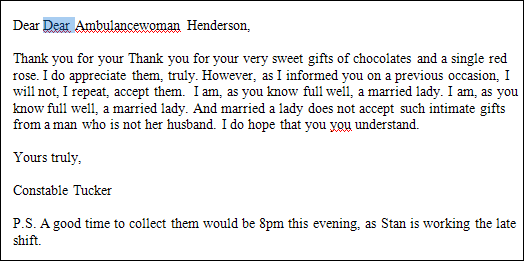 Dear Dear Ambulancewoman Henderson,
Thank you for your Thank you for your very sweet gifts of chocolates and a single red
rose. I do appreciate them, truly. However, as I informed you on a previous occasion, I
will not, I repeat, accept them. I am, as you know full well, a married lady. I am, as you
know full well, a married lady. And married a lady does not accept such intimate gifts
from a man who is not her husband. I do hope that you you understand.
Yours truly,
Constable Tucker
P.S. A good time to collect them would be 8pm this evening, as Stan is working the late
shift.